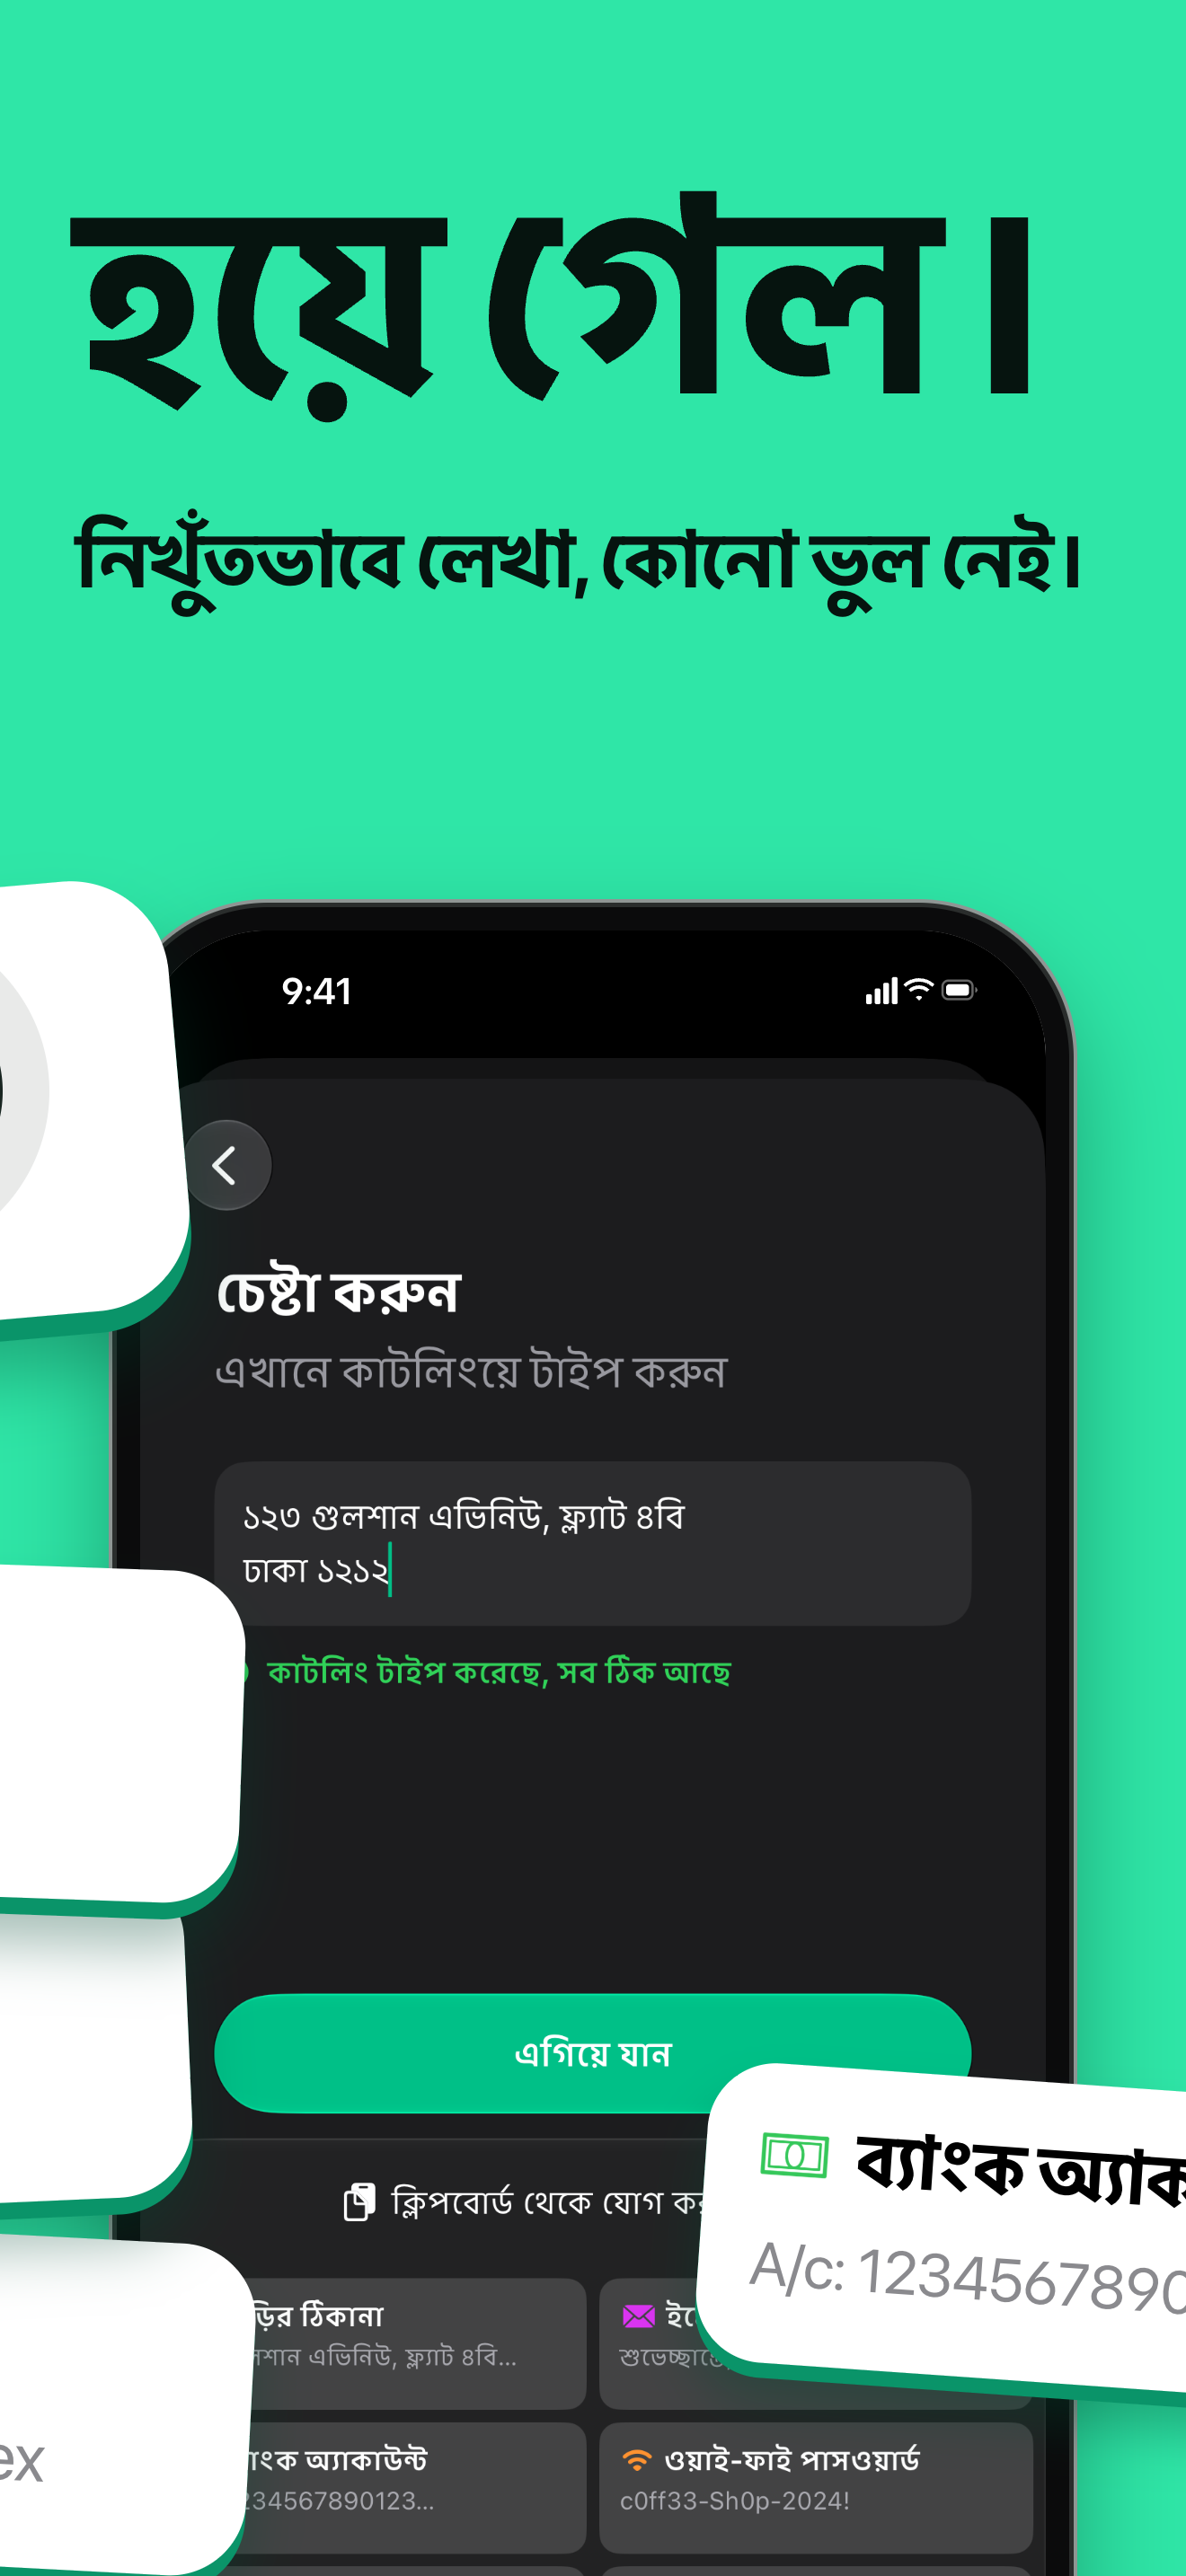 হয়ে গেল।
নিখুঁতভাবে লেখা, কোনো ভুল নেই।
9:41
চেষ্টা করুন
এখানে কাটলিংয়ে টাইপ করুন
১২৩ গুলশান এভিনিউ, ফ্ল্যাট ৪বি
ঢাকা ১২১২
কাটলিং টাইপ করেছে, সব ঠিক আছে
এগিয়ে যান
ব্যাংক
A/c: 1234567890
ক্লিপবোর্ড থেকে যোগ
ঠিকানা
এভিনিউ, ফ্ল্যাট ৪বি...
অ্যাকাউন্ট
234567890123...
ওয়াই-ফাই পাসওয়ার্ড
c0ff33-Sh0p-2024!
ex